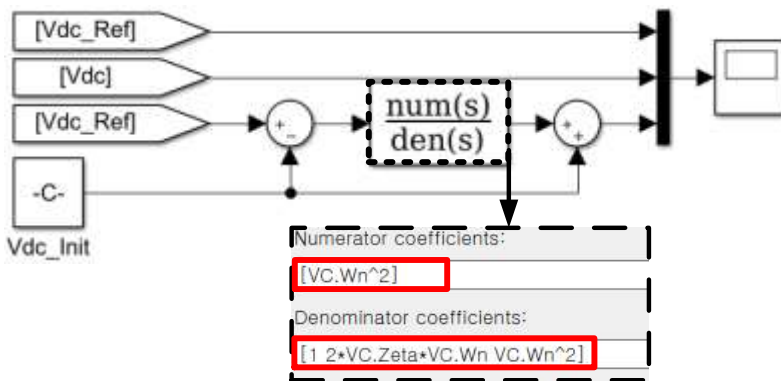 [Vdc_Ref]
[Vdc]
[Vdc_Ref]
+
-
num(s)
den(s)
+
+
-C-
Vdc_Init
Numerator coefficients:
[VC.Wn^2]
Denominator coefficients:
[1 2*VC.Zeta*VC.Wn VC.Wn^2]